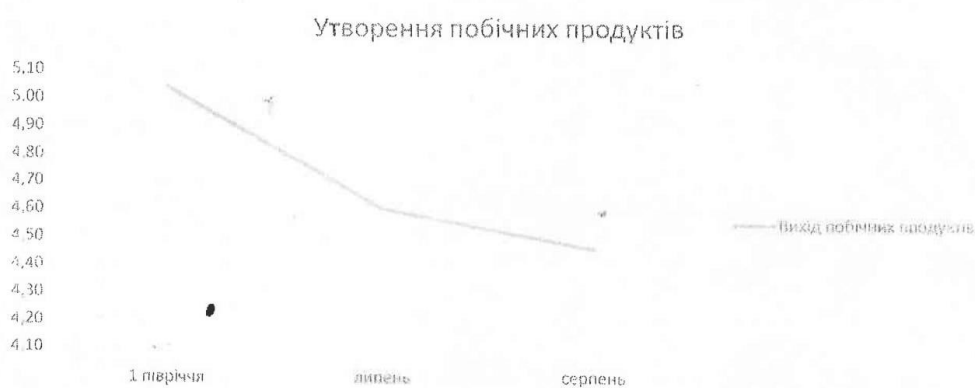 Утворення побічних продуктів
5,10
5,00
4,90
4,80
4,70
4,60
4,50
4,40
4,30
4,20
4,10
1 півріччя
липень
серпень
Вихід побічних продуктів